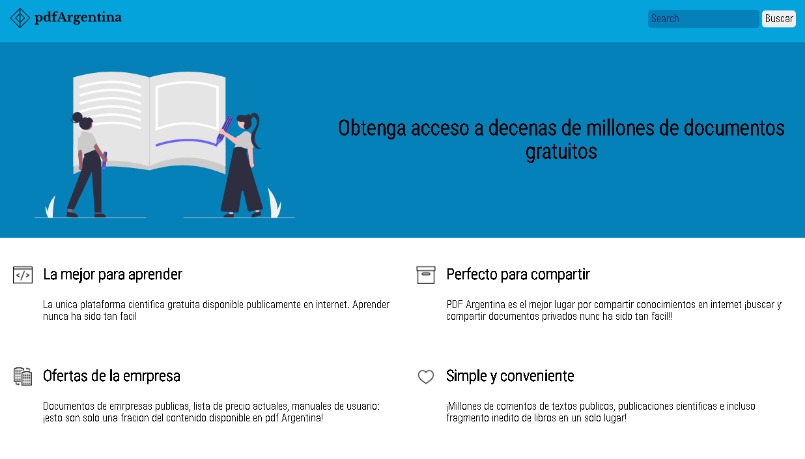 pdfArgentina
Search
Buscar
Obtenga acceso a decenas de millones de documentos
gratuitos
La mejor para aprender
La unica plataforma cientifica gratuita disponible publicamente en internet. Aprender
nunca ha sido tan facil
Perfecto para compartir
PDF Argentina es el mejor lugar por compartir conocimientos en internet ¡buscar y
compartir documentos privados nunc ha sido tan facil!!
Ofertas de la emrpresa
Documentos de emrpresas publicas, lista de precio actuales, manuales de usuario:
¡esto son solo una fracion del contenido disponible en pdf Argentina!
Simple y conveniente
¡Millones de comentos de textos publicos, publicaciones cientificas e incluso
fragmento inedito de libros en un solo lugar!